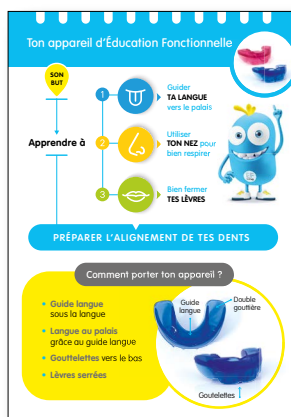 Ton appareil d'Éducation Fonctionnelle
SON
BUT
Apprendre à
1
Guider
TA LANGUE
vers le palais
2
Utiliser
TON NEZ pour
bien respirer
3
Bien fermer
TES LÈVRES
PRÉPARER L'ALIGNEMENT DE TES DENTS
Comment porter ton appareil ?
• Guide langue
sous la langue
• Langue au palais
grâce au guide langue
• Gouttelettes vers le bas
• Lèvres serrées
Guide
langue
Double
gouttière
Goutelettes